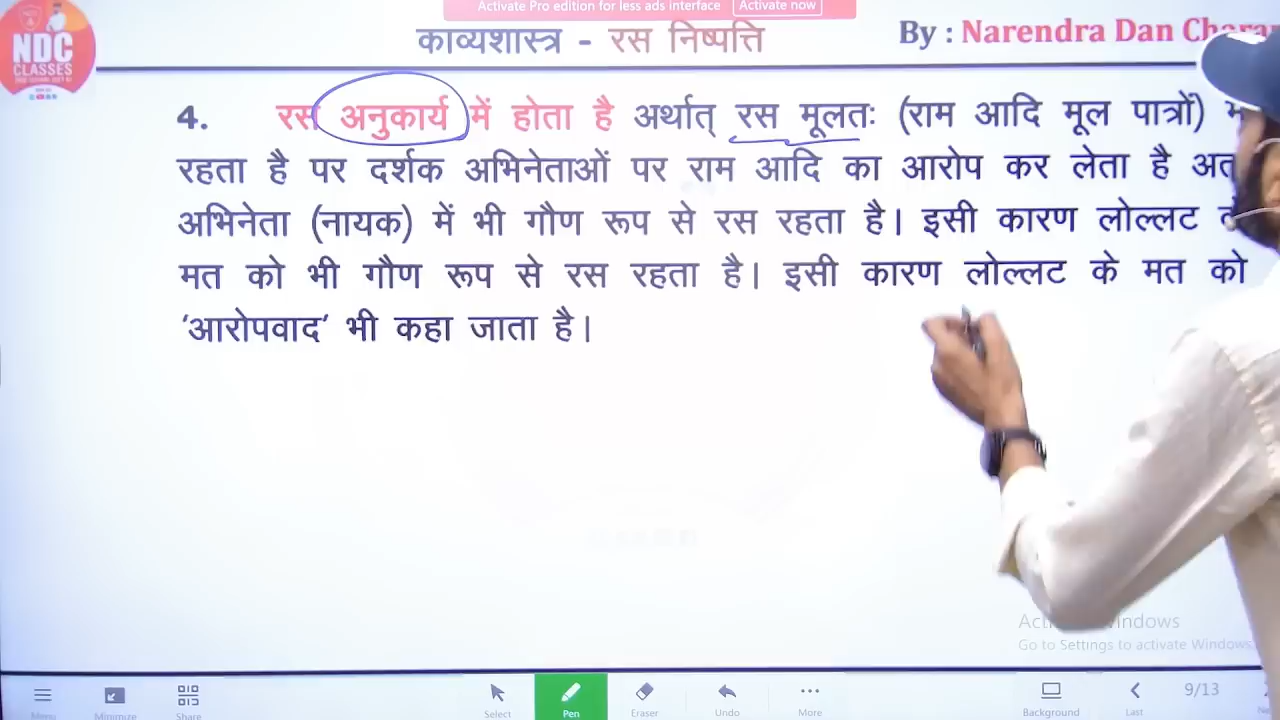 Activate Pro edition for less ads interface Activate now
NDC
CLASSES
काव्यशास्त्र - रस निष्पत्ति
By : Narendra Dan
4. रस अनुकार्य में होता है अर्थात् रस मूलतः (राम आदि मूल पात्रों)
रहता है पर दर्शक अभिनेताओं पर राम आदि का आरोप कर लेता है
अभिनेता (नायक) में भी गौण रूप से रस रहता है। इसी कारण लोल्लट
मत को भी गौण रूप से रस रहता है। इसी कारण लोल्लट के मत को
'आरोपवाद' भी कहा जाता है।
Windows
Go to Settings to activate Windows.
Menu Minimize Share Select Pen Eraser Undo More Background Last 9/13